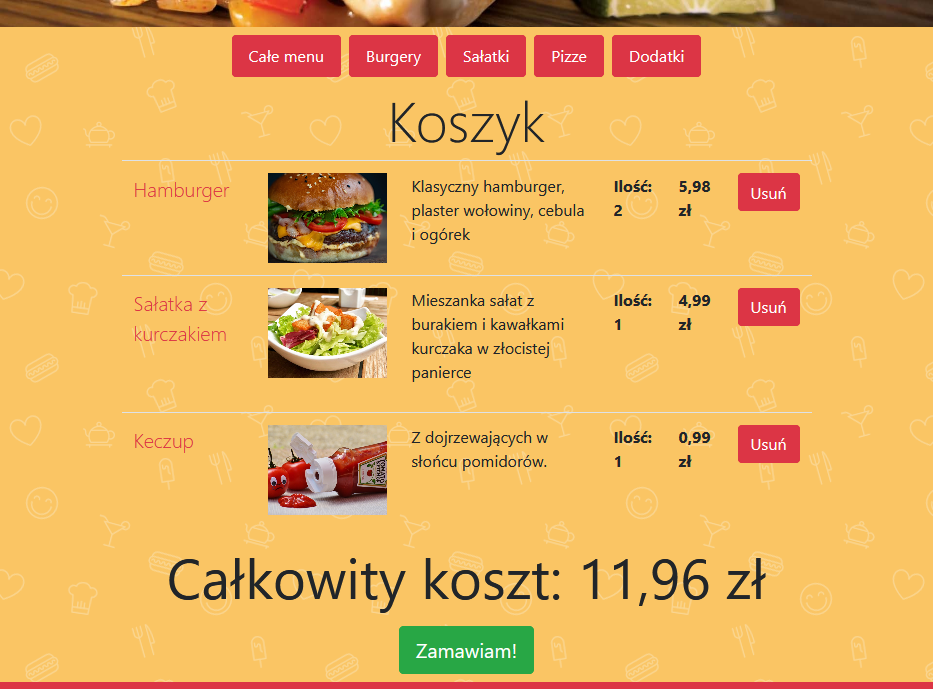 Całe menu Burgery Sałatki Pizze Dodatki
Koszyk
Hamburger
Klasyczny hamburger,
plaster wołowiny, cebula
i ogórek
Ilość:
2
5,98
zł
Usuń
Sałatka z
kurczakiem
Mieszanka sałat z
burakiem i kawałkami
kurczaka w złocistej
panierce
Ilość:
1
4,99
zł
Usuń
Keczup
TOMATO
Z dojrzewających w
słońcu pomidorów.
Ilość:
1
0,99
zł
Usuń
Całkowity koszt: 11,96 zł
Zamawiam!